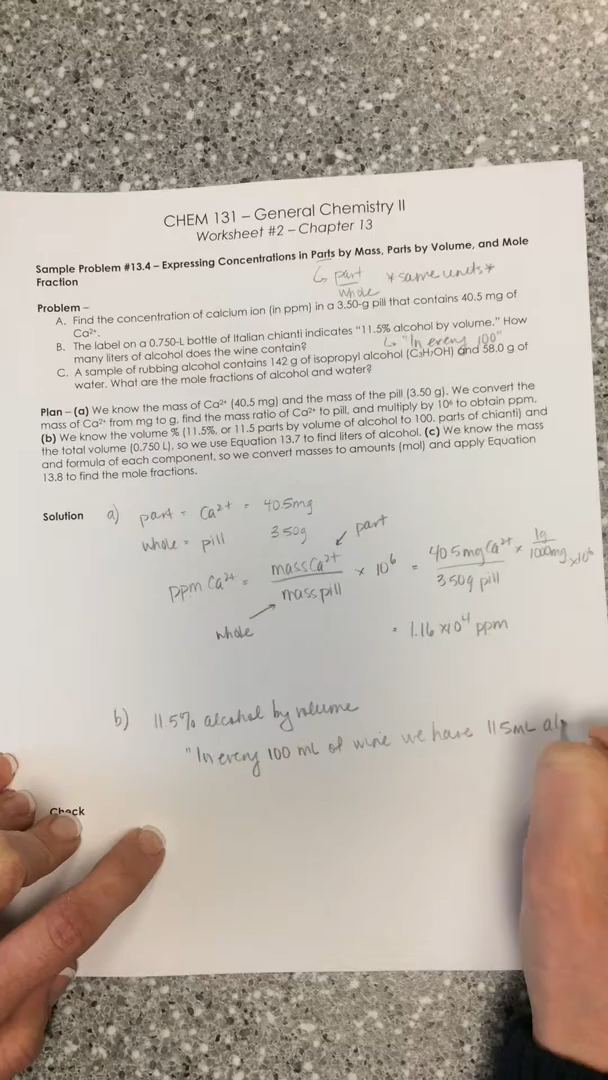 CHEM 131 – General Chemistry II
Worksheet #2 – Chapter 13
Sample Problem #13.4 – Expressing Concentrations in Parts by Mass, Parts by Volume, and Mole
Fraction
part *same units*
whole
Problem –
A. Find the concentration of calcium ion (in ppm) in a 3.50-g pill that contains 40.5 mg of
Ca²⁺.
B. The label on a 0.750-L bottle of Italian chianti indicates "11.5% alcohol by volume." How
many liters of alcohol does the wine contain? ↳ "In every 100"
C. A sample of rubbing alcohol contains 142 g of isopropyl alcohol (C₃H₇OH) and 58.0 g of
water. What are the mole fractions of alcohol and water?
Plan – (a) We know the mass of Ca²⁺ (40.5 mg) and the mass of the pill (3.50 g). We convert the
mass of Ca²⁺ from mg to g, find the mass ratio of Ca²⁺ to pill, and multiply by 10⁶ to obtain ppm.
(b) We know the volume % (11.5%, or 11.5 parts by volume of alcohol to 100. parts of chianti) and
the total volume (0.750 L), so we use Equation 13.7 to find liters of alcohol. (c) We know the mass
and formula of each component, so we convert masses to amounts (mol) and apply Equation
13.8 to find the mole fractions.
Solution a) part = Ca²⁺ = 40.5mg
whole = pill 3.50g
part
ppm Ca²⁺ = mass Ca²⁺ / mass pill × 10⁶ = 40.5mg Ca²⁺ / 3.50g pill × 1g / 1000mg × 10⁶
whole
= 1.16 × 10⁴ ppm
b) 11.5% alcohol by volume
"In every 100 mL of wine we have 11.5mL al
Check